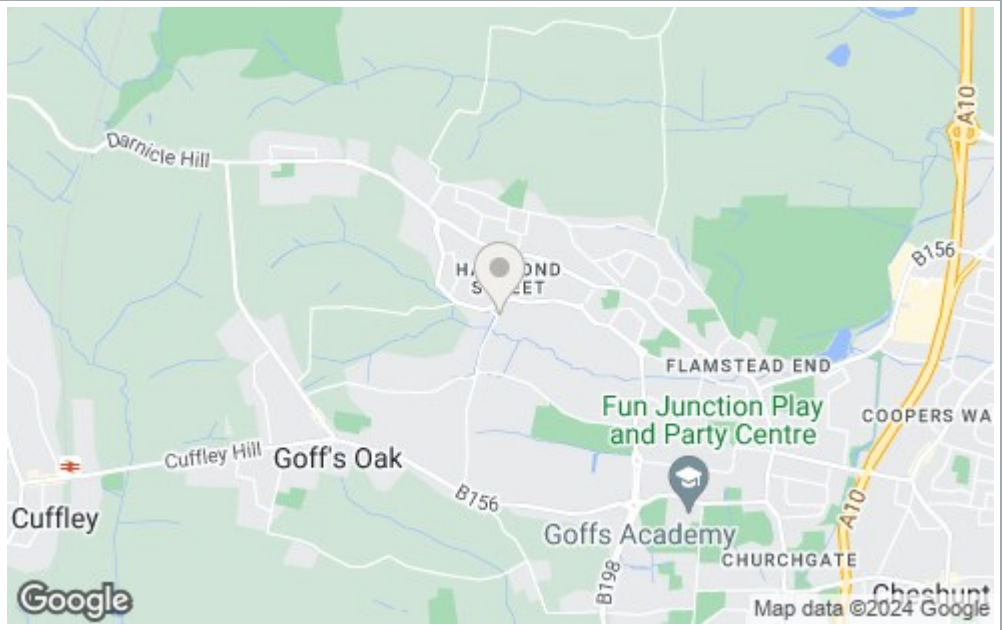 A10
Darnicle Hill
B156
HAMMOND
STREET
FLAMSTEAD END
Fun Junction Play
and Party Centre
COOPERS WA
Cuffley Hill
Goff's Oak
B156
Cuffley
Goffs Academy
A10
CHURCHGATE
B198
Cheshunt
Google
Map data ©2024 Google